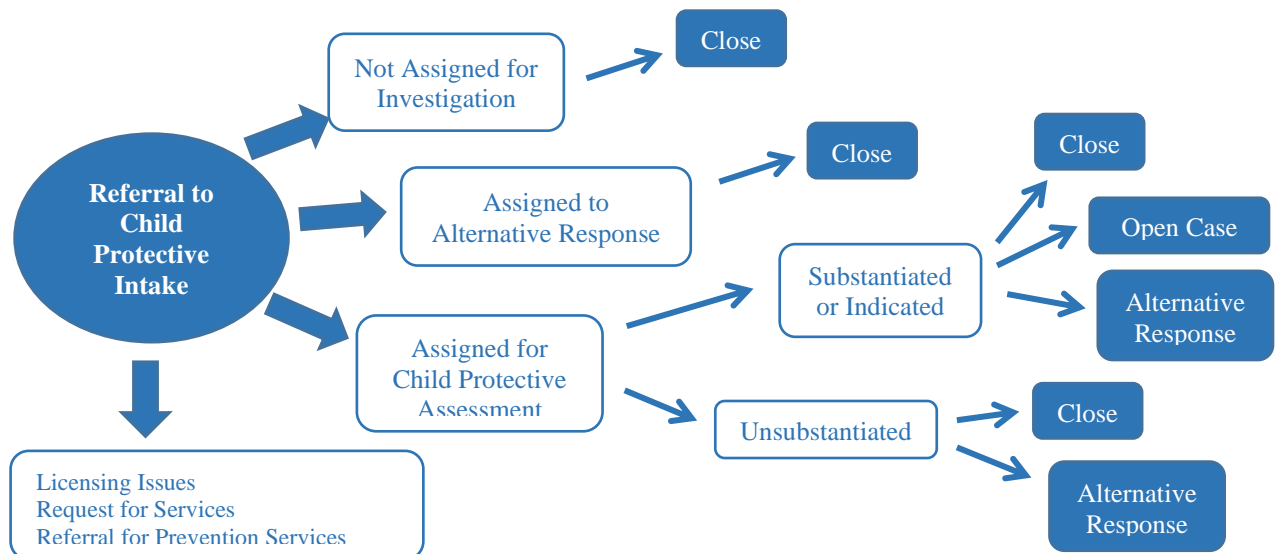 Referral to
Child
Protective
Intake
Not Assigned for
Investigation
Close
Assigned to
Alternative Response
Close
Assigned for
Child Protective
Assessment
Substantiated
or Indicated
Close
Open Case
Alternative
Response
Unsubstantiated
Close
Alternative
Response
Licensing Issues
Request for Services
Referral for Prevention Services